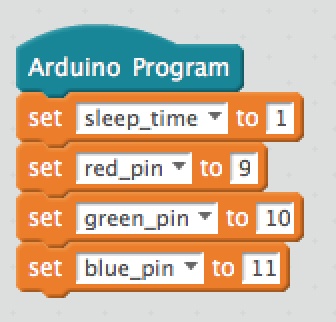 Arduino Program
set sleep_time to 1
set red_pin to 9
set green_pin to 10
set blue_pin to 11